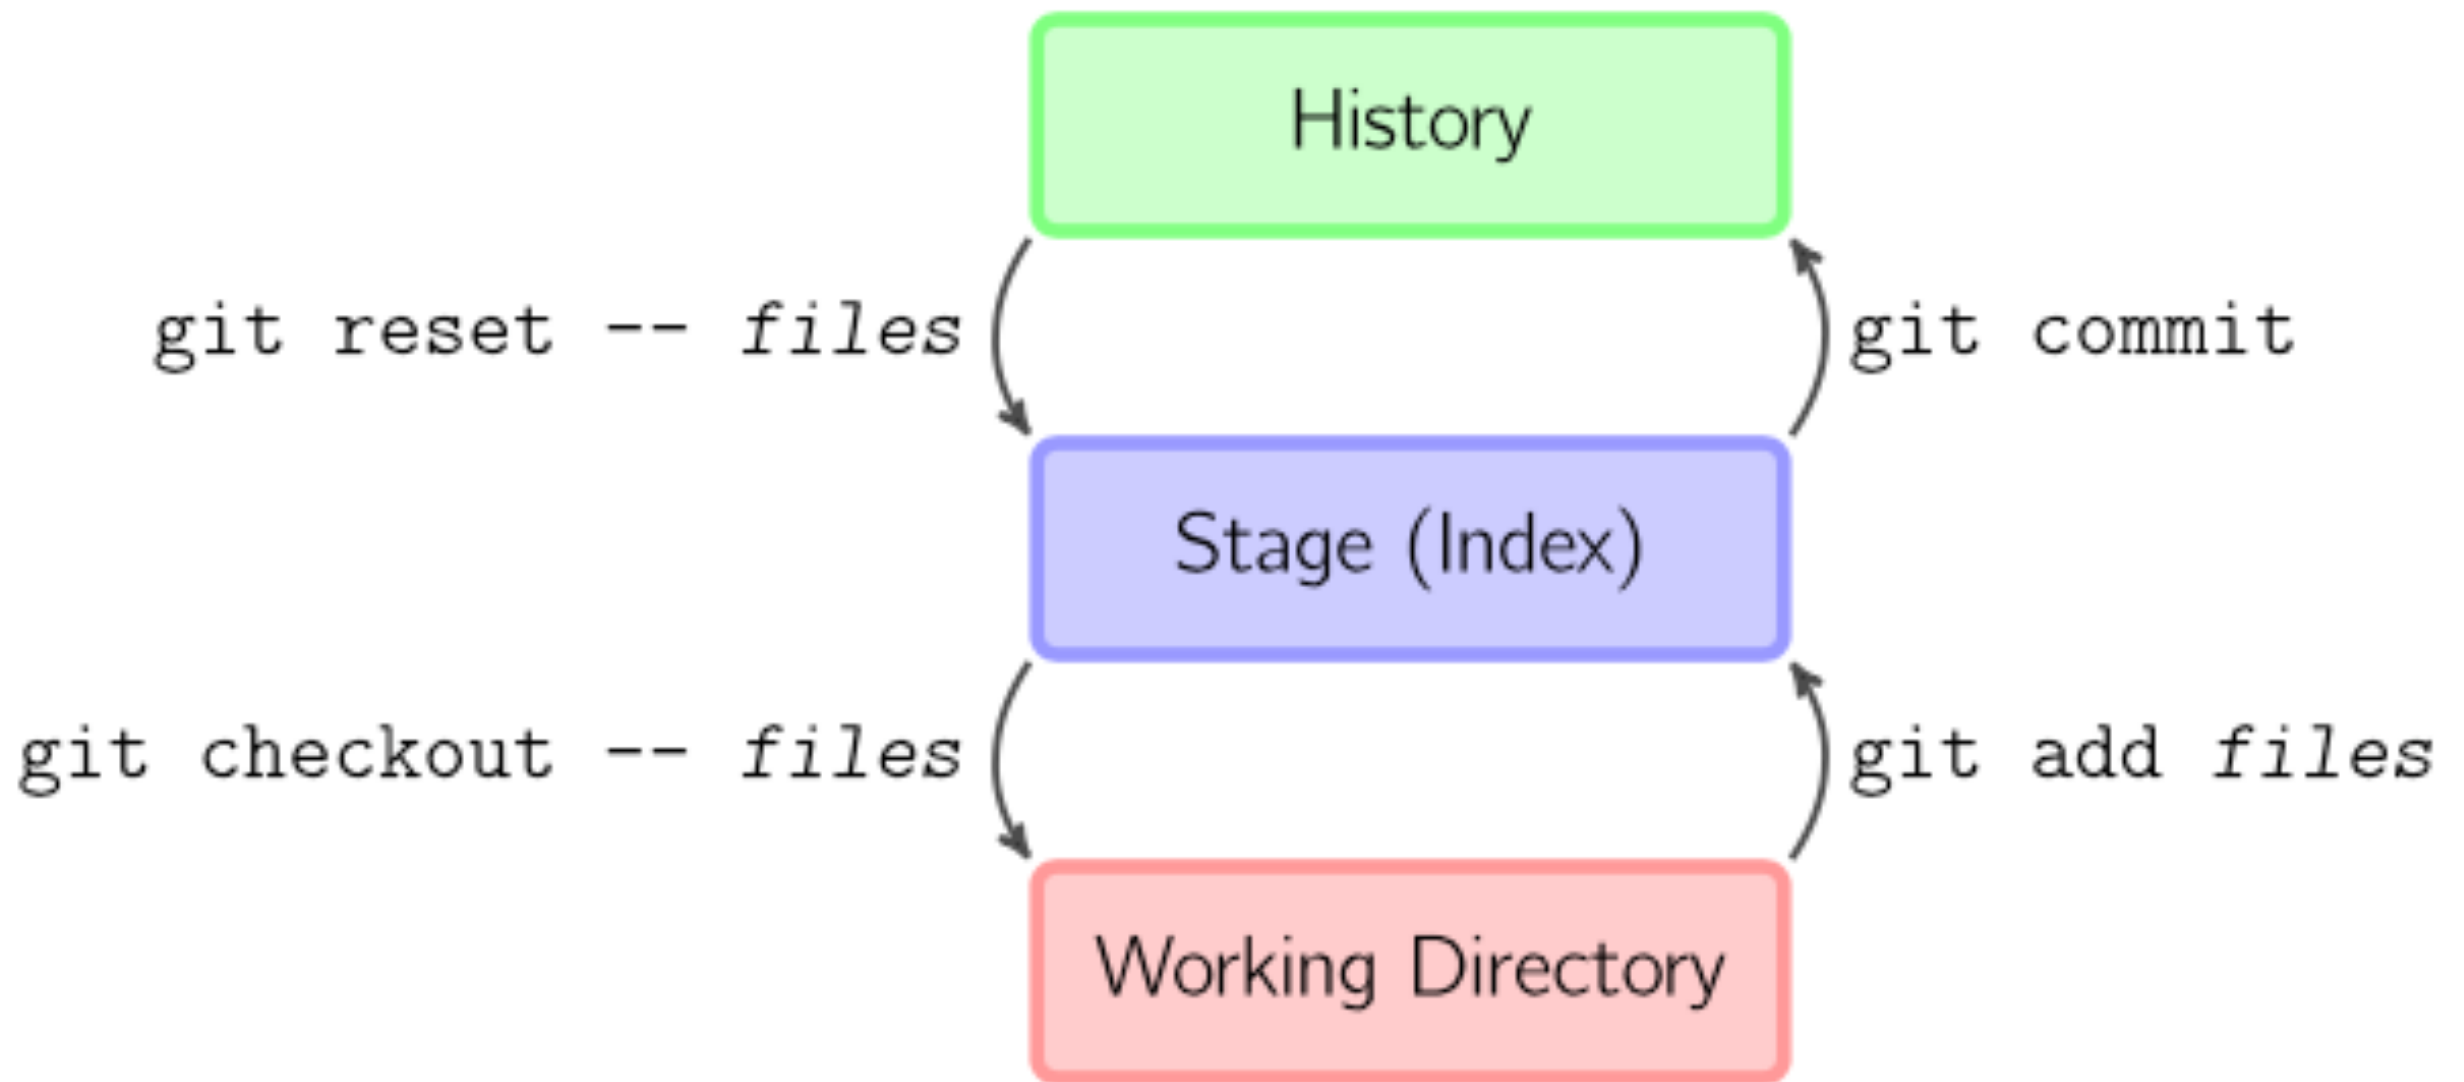 History
git reset -- files
git commit
Stage (Index)
git checkout -- files
git add files
Working Directory